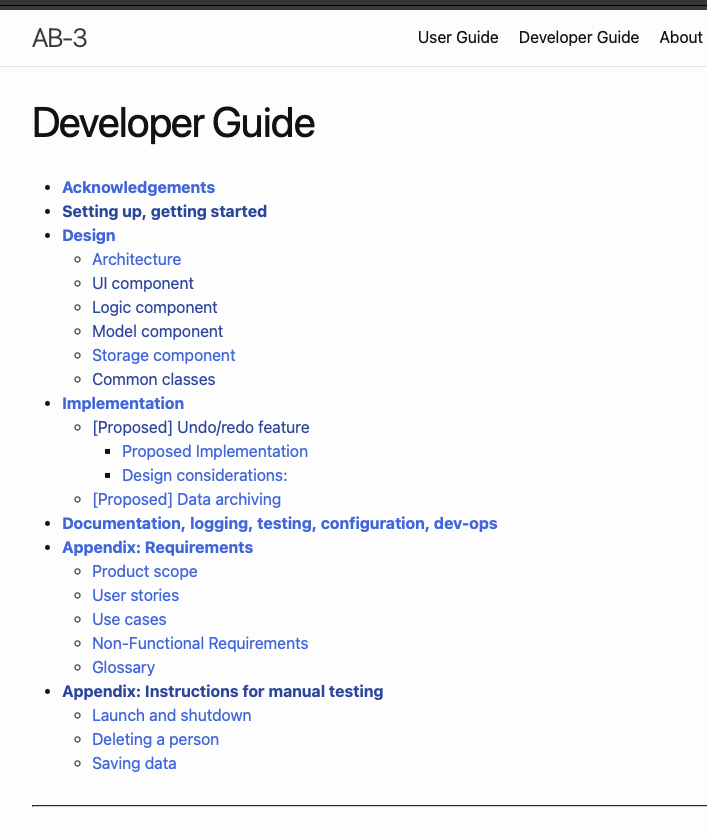 AB-3
User Guide Developer Guide About
Developer Guide
Acknowledgements
Setting up, getting started
Design
Architecture
UI component
Logic component
Model component
Storage component
Common classes
Implementation
[Proposed] Undo/redo feature
Proposed Implementation
Design considerations:
[Proposed] Data archiving
Documentation, logging, testing, configuration, dev-ops
Appendix: Requirements
Product scope
User stories
Use cases
Non-Functional Requirements
Glossary
Appendix: Instructions for manual testing
Launch and shutdown
Deleting a person
Saving data